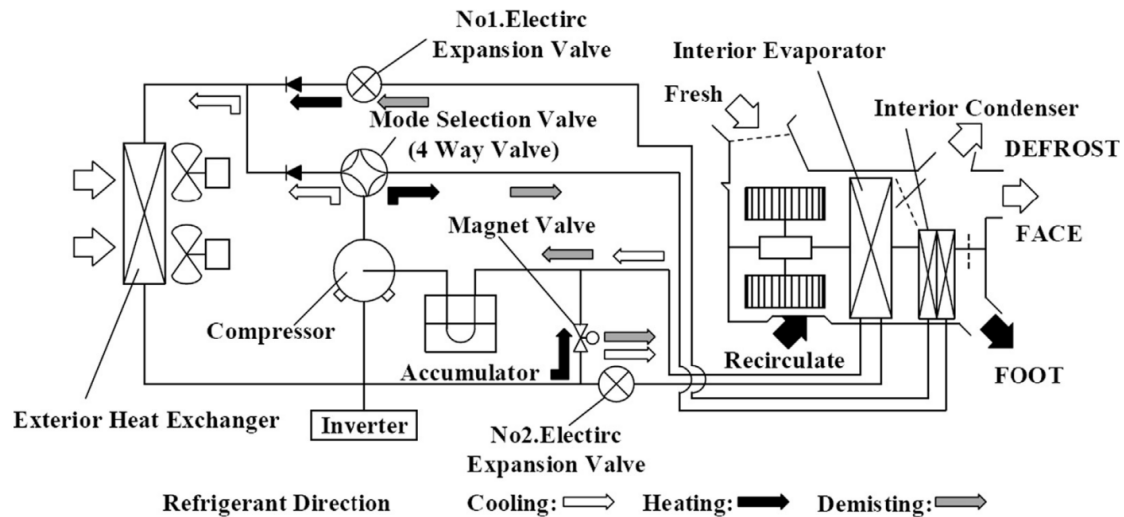 No1.Electirc
Expansion Valve
Interior Evaporator
Fresh
Interior Condenser
Mode Selection Valve
(4 Way Valve)
DEFROST
Magnet Valve
FACE
Compressor
Accumulator
Recirculate
FOOT
Exterior Heat Exchanger
Inverter
No2.Electirc
Expansion Valve
Refrigerant Direction Cooling: Heating: Demisting: